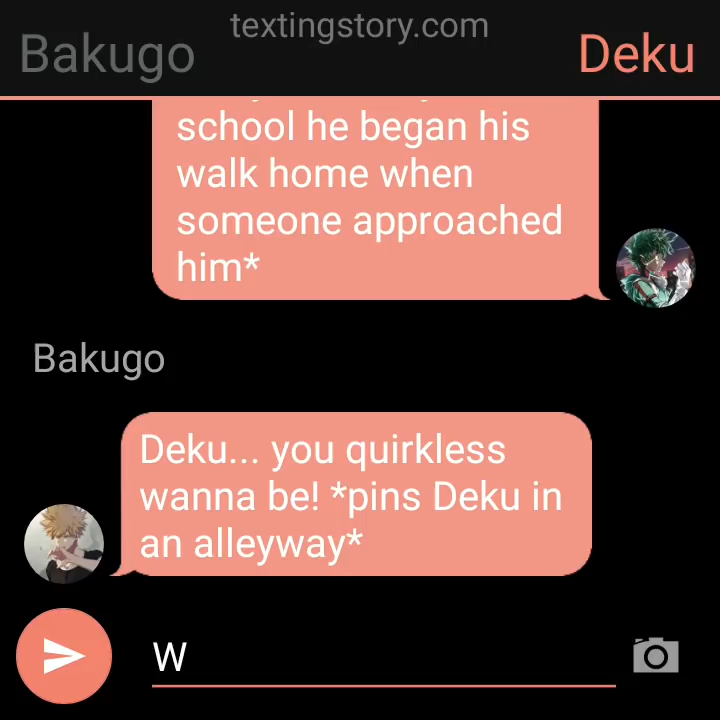 textingstory.com
Bakugo
Deku
school he began his
walk home when
someone approached
him*
Bakugo
Deku... you quirkless
wanna be! *pins Deku in
an alleyway*
W